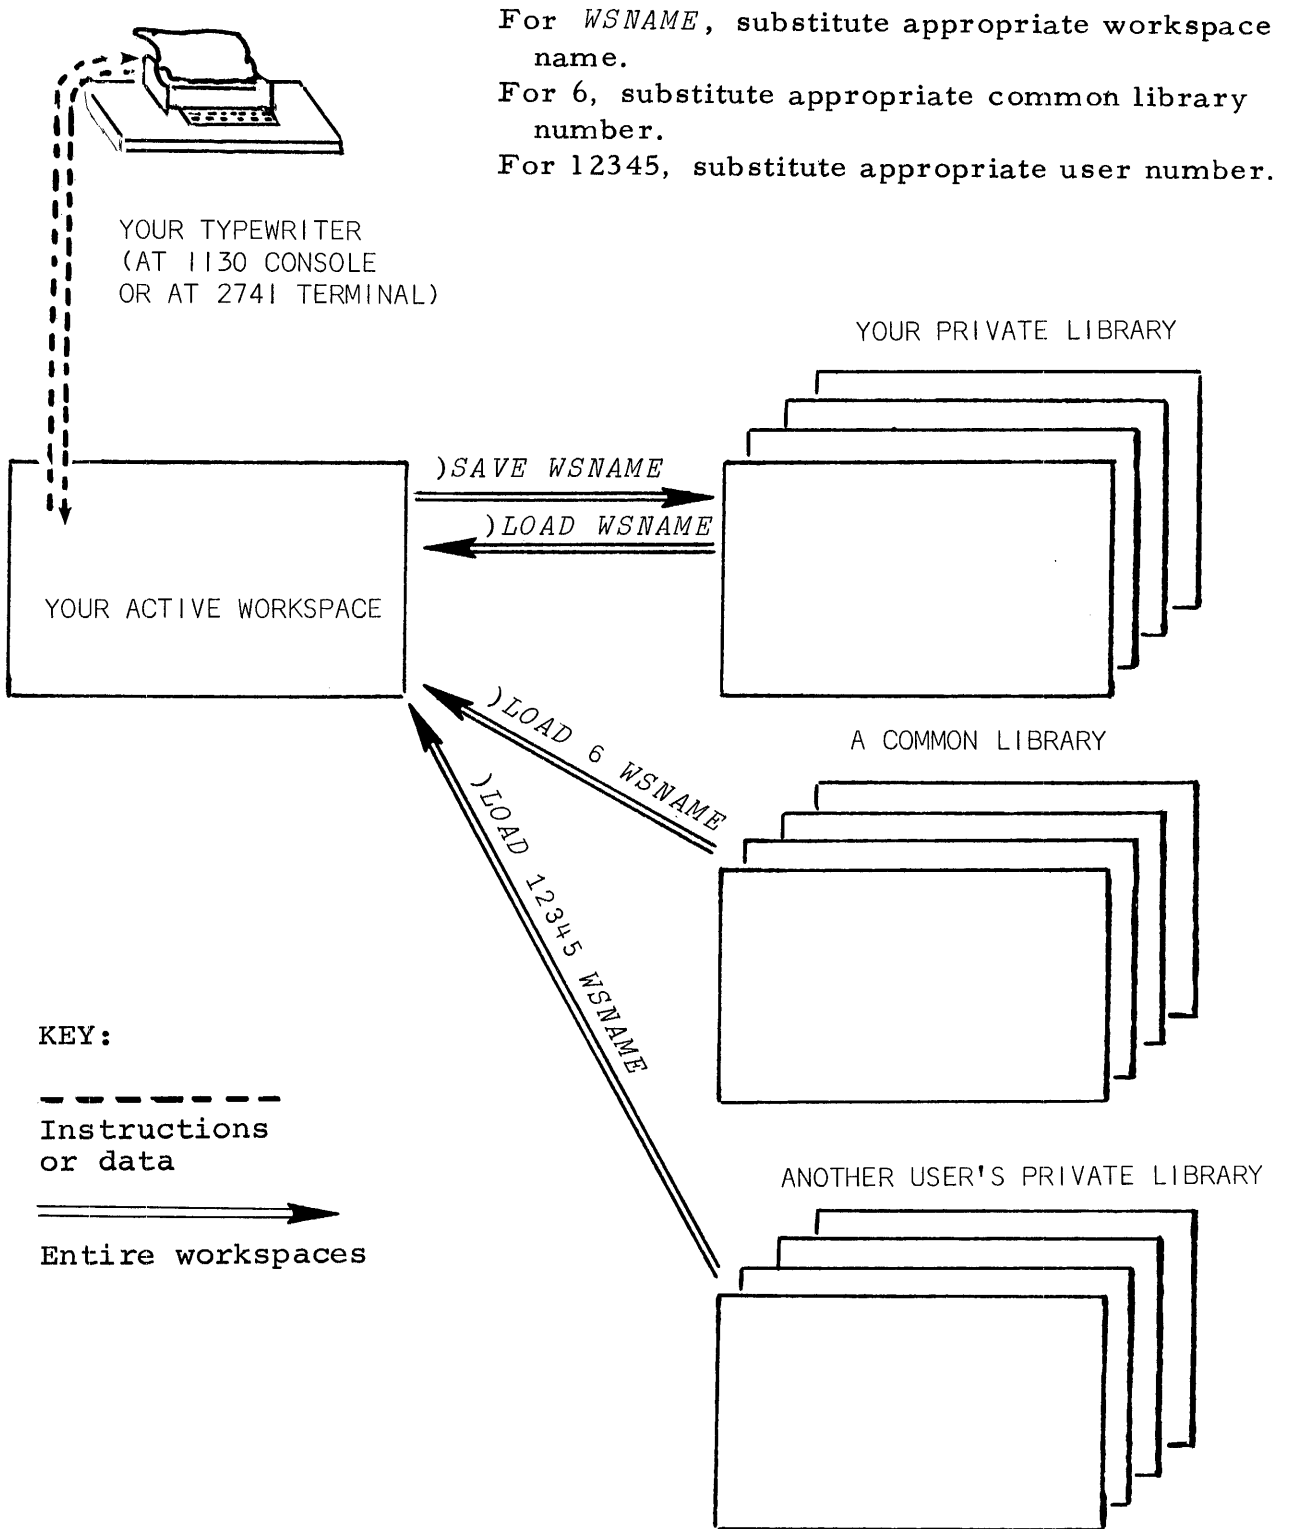 For WSNAME, substitute appropriate workspace
name.
For 6, substitute appropriate common library
number.
For 12345, substitute appropriate user number.
YOUR TYPEWRITER
(AT 1130 CONSOLE
OR AT 2741 TERMINAL)
YOUR PRIVATE LIBRARY
)SAVE WSNAME
)LOAD WSNAME
YOUR ACTIVE WORKSPACE
)LOAD 6 WSNAME
A COMMON LIBRARY
)LOAD 12345 WSNAME
KEY:
Instructions
or data
Entire workspaces
ANOTHER USER'S PRIVATE LIBRARY